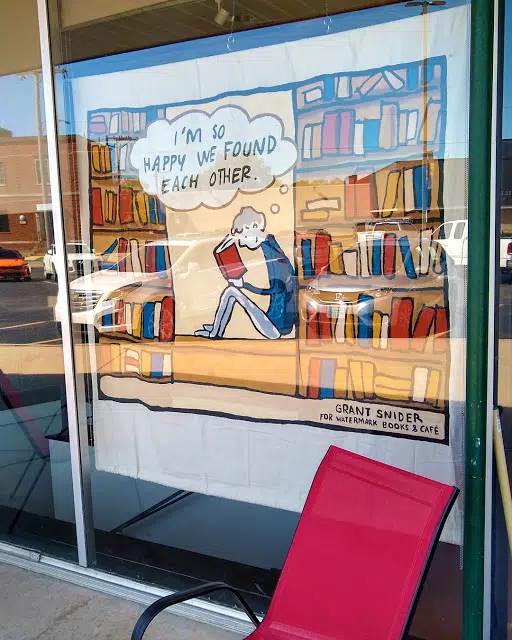 I'M SO
HAPPY WE FOUND
EACH OTHER.
GRANT SNIDER
FOR WATERMARK BOOKS & CAFÉ